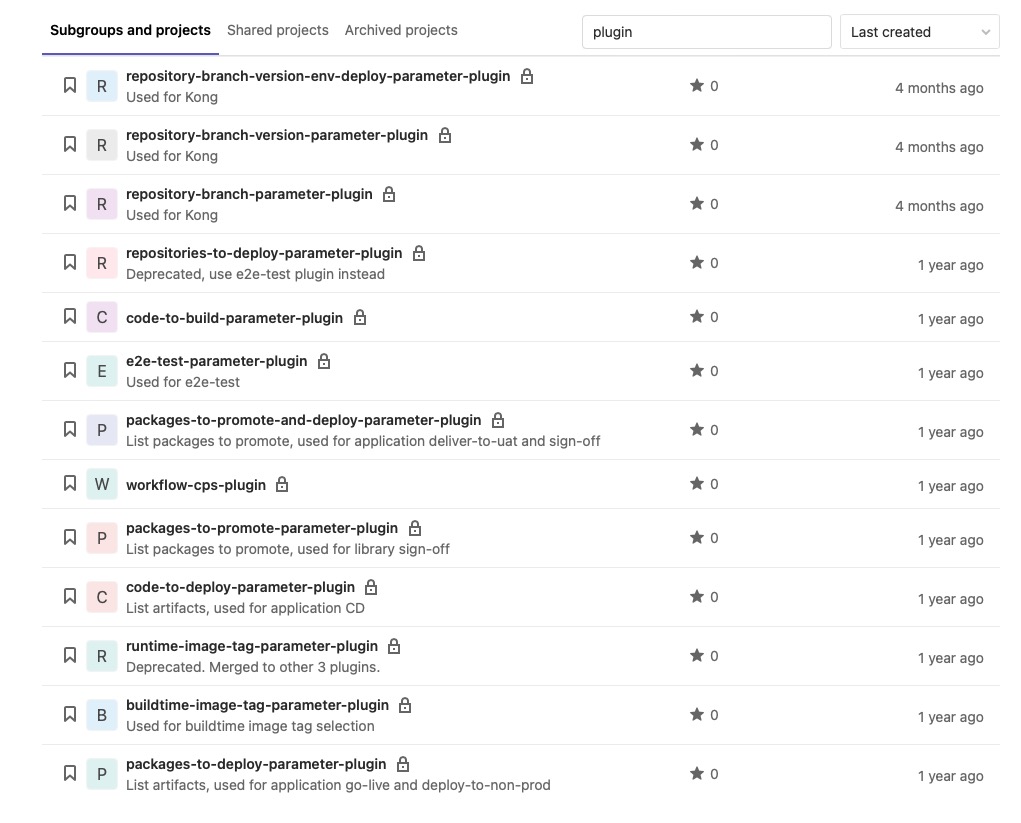 Subgroups and projects Shared projects Archived projects plugin Last created
R repository-branch-version-env-deploy-parameter-plugin 0 4 months ago
Used for Kong
R repository-branch-version-parameter-plugin 0 4 months ago
Used for Kong
R repository-branch-parameter-plugin 0 4 months ago
Used for Kong
R repositories-to-deploy-parameter-plugin 0 1 year ago
Deprecated, use e2e-test plugin instead
C code-to-build-parameter-plugin 0 1 year ago
E e2e-test-parameter-plugin 0 1 year ago
Used for e2e-test
P packages-to-promote-and-deploy-parameter-plugin 0 1 year ago
List packages to promote, used for application deliver-to-uat and sign-off
W workflow-cps-plugin 0 1 year ago
P packages-to-promote-parameter-plugin 0 1 year ago
List packages to promote, used for library sign-off
C code-to-deploy-parameter-plugin 0 1 year ago
List artifacts, used for application CD
R runtime-image-tag-parameter-plugin 0 1 year ago
Deprecated. Merged to other 3 plugins.
B buildtime-image-tag-parameter-plugin 0 1 year ago
Used for buildtime image tag selection
P packages-to-deploy-parameter-plugin 0 1 year ago
List artifacts, used for application go-live and deploy-to-non-prod